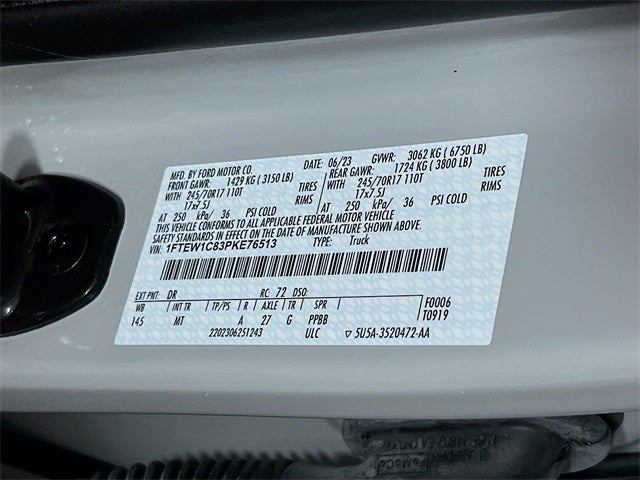 MFD. BY FORD MOTOR CO. DATE: 06/23 GVWR: 3062 KG ( 6750 LB)
FRONT GAWR: 1429 KG ( 3150 LB) REAR GAWR: 1724 KG ( 3800 LB)
WITH 245/70R17 110T TIRES WITH 245/70R17 110T TIRES
17x7.5J RIMS 17x7.5J RIMS
AT 250 kPa/ 36 PSI COLD AT 250 kPa/ 36 PSI COLD
THIS VEHICLE CONFORMS TO ALL APPLICABLE FEDERAL MOTOR VEHICLE
SAFETY STANDARDS IN EFFECT ON THE DATE OF MANUFACTURE SHOWN ABOVE.
VIN: 1FTEW1C83PKE76513 TYPE: Truck
EXT PNT: DR RC: 72 DSO:
WB INT TR TP/PS R AXLE TR SPR F0006
145 MT A 27 G PPBB T0919
2202306251243 ULC 5U5A-3520472-AA
FoMoCo